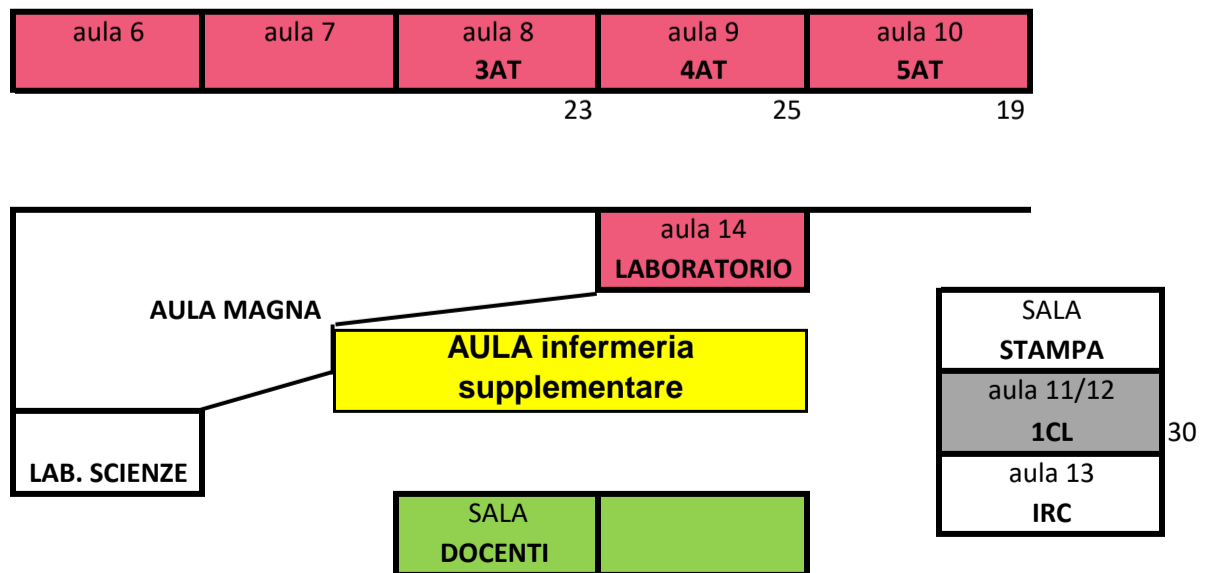 aula 6
aula 7
aula 8
3AT
aula 9
4AT
aula 10
5AT
23
25
19
aula 14
LABORATORIO
AULA MAGNA
AULA infermeria
supplementare
LAB. SCIENZE
SALA
STAMPA
aula 11/12
1CL
30
aula 13
IRC
SALA
DOCENTI